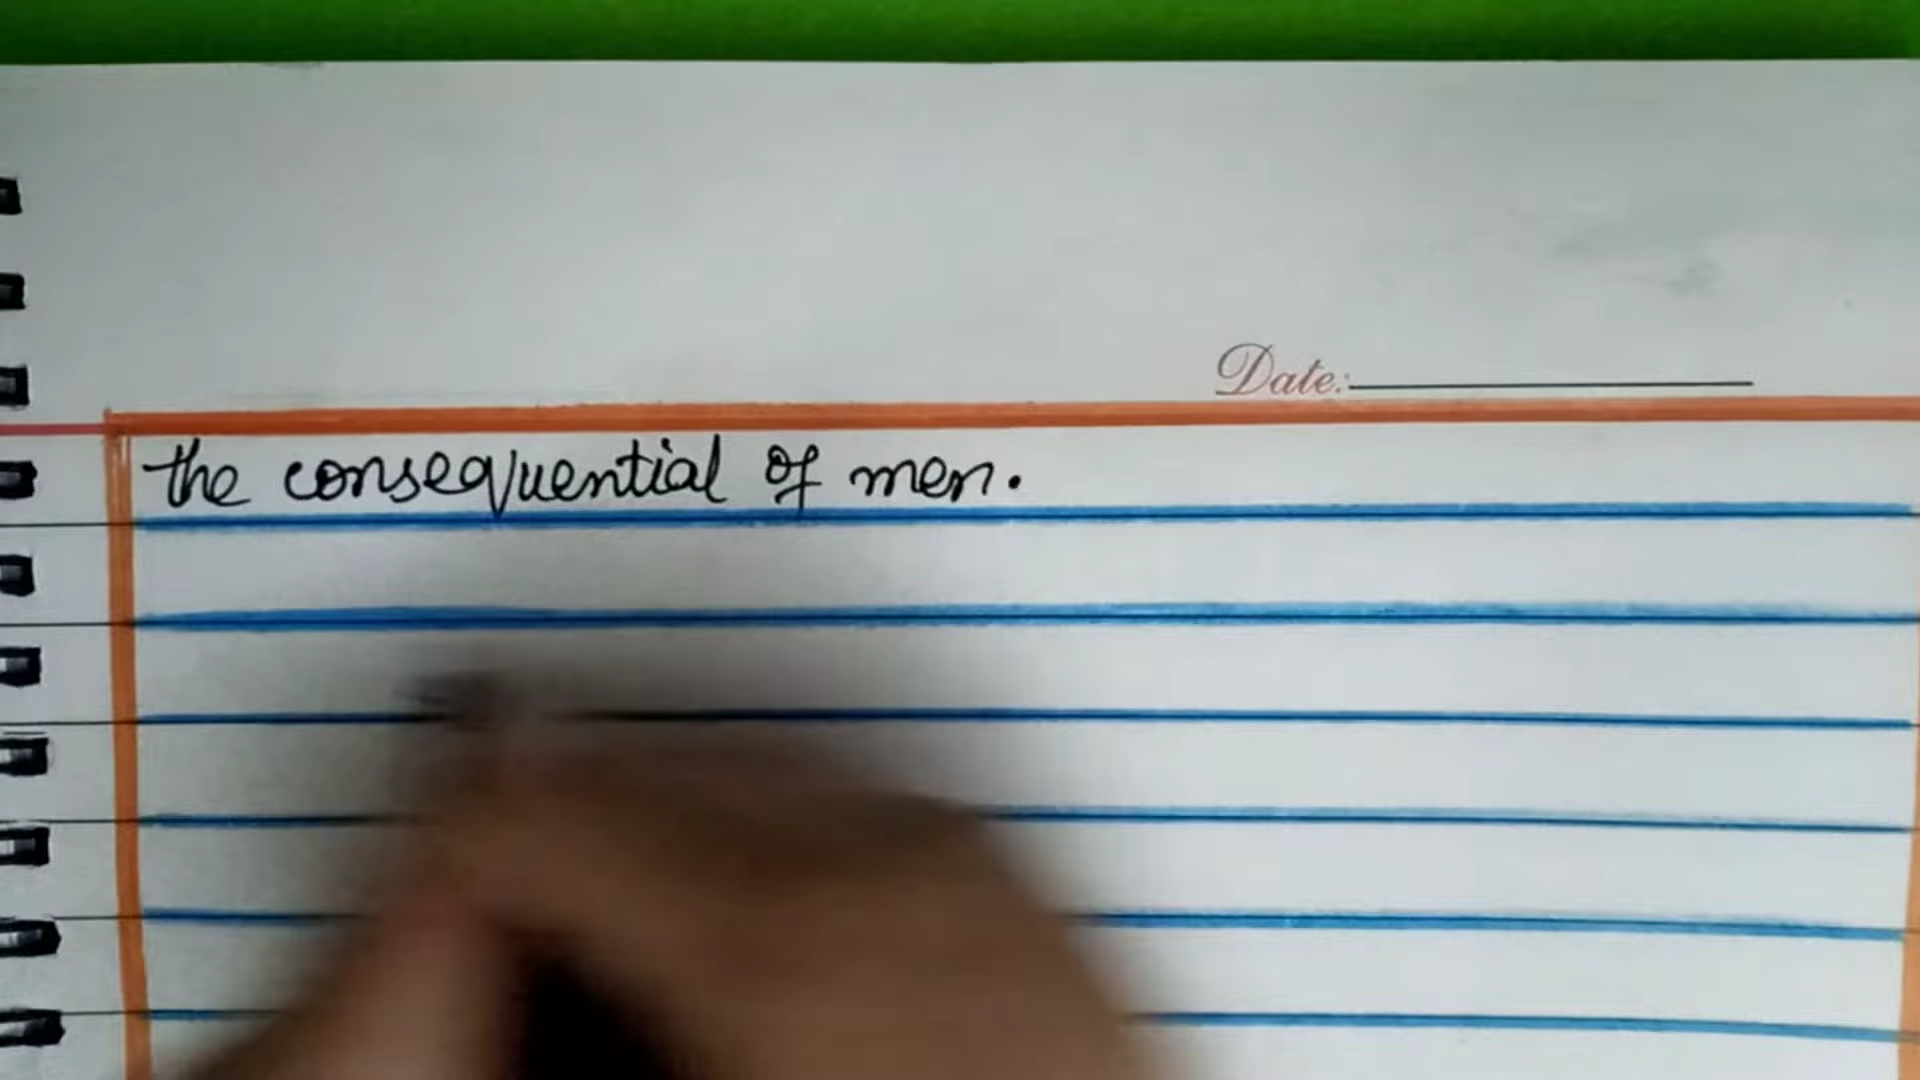 Date:
the consequential of men.